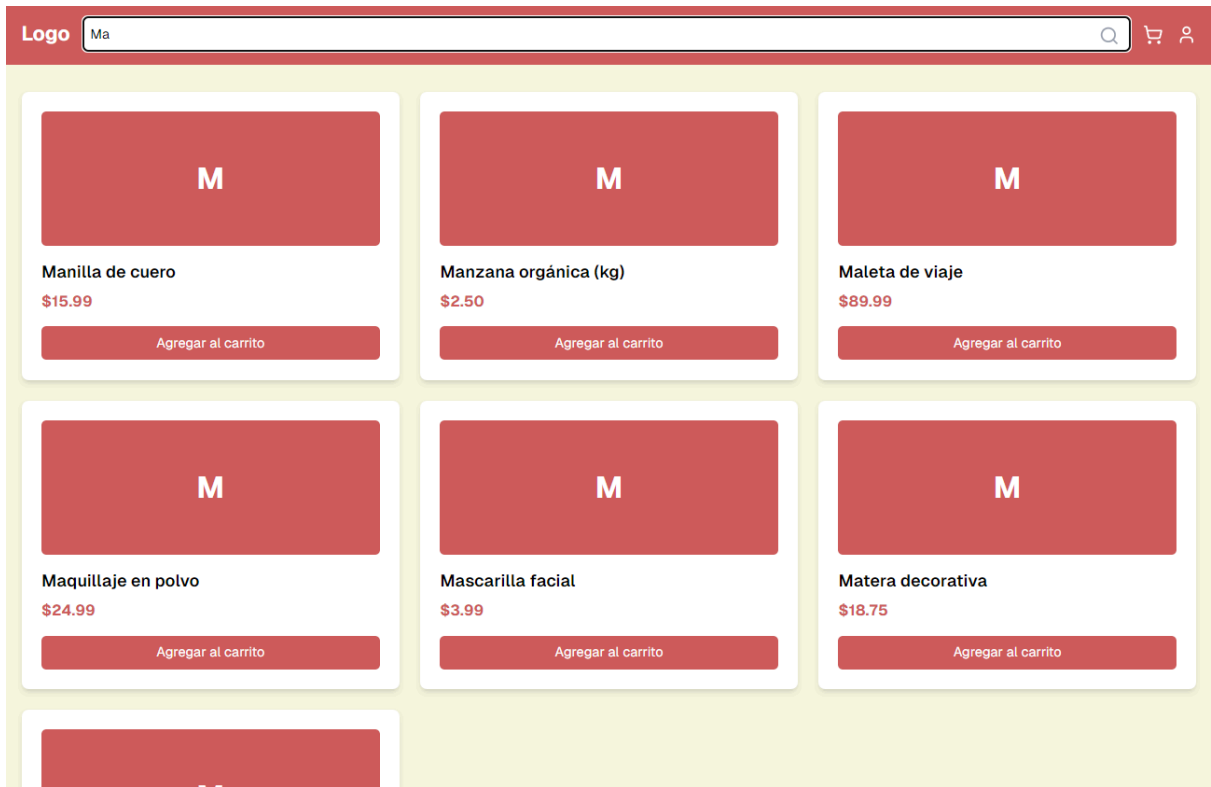 Logo
Ma
M
M
M
Manilla de cuero
Manzana orgánica (kg)
Maleta de viaje
$15.99
$2.50
$89.99
Agregar al carrito
Agregar al carrito
Agregar al carrito
M
M
M
Maquillaje en polvo
Mascarilla facial
Matera decorativa
$24.99
$3.99
$18.75
Agregar al carrito
Agregar al carrito
Agregar al carrito